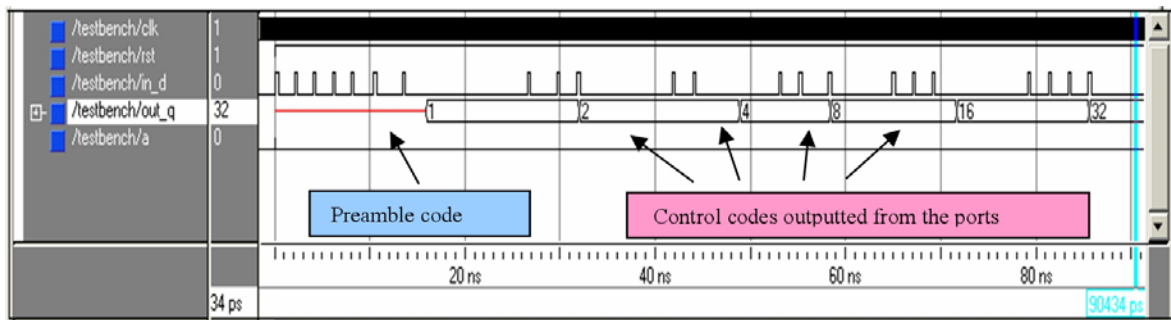 /testbench/clk 1
/testbench/rst 1
/testbench/in_d 0
/testbench/out_q 32 1 2 4 8 16 32
/testbench/a 0
Preamble code
Control codes outputted from the ports
20 ns 40 ns 60 ns 80 ns
34 ps 90434 ps